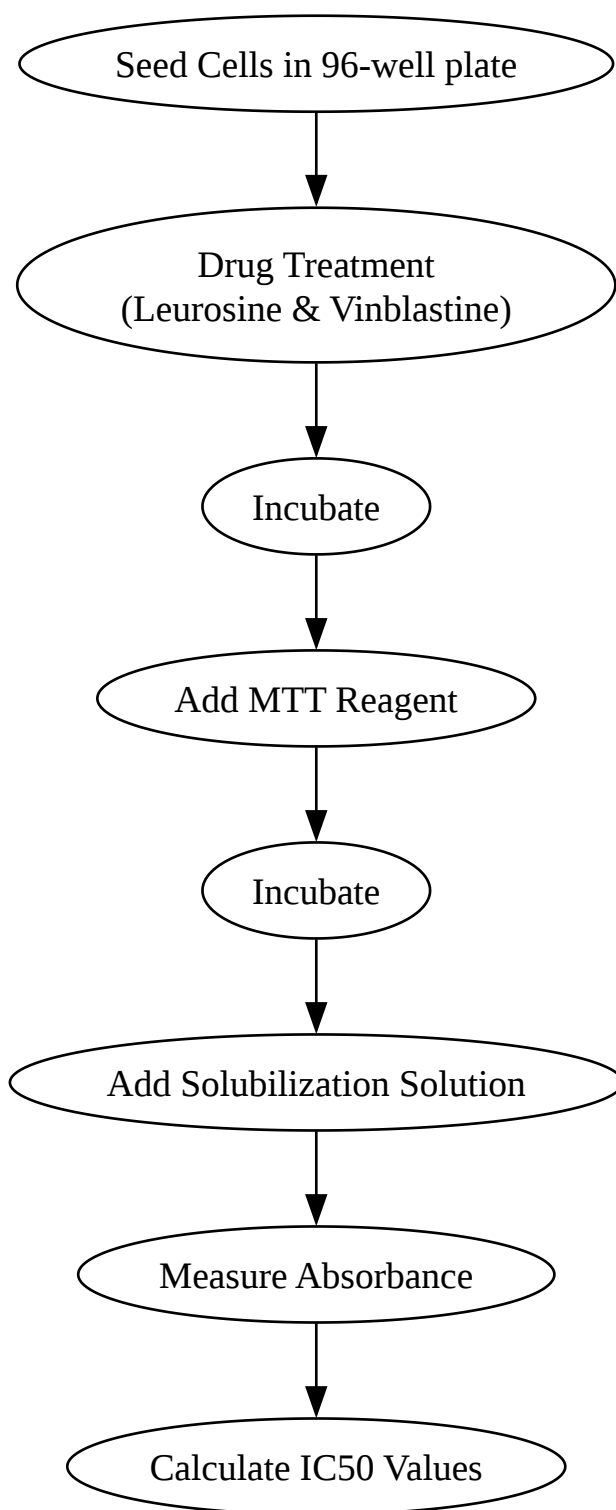 Seed Cells in 96-well plate
Drug Treatment
(Leurosine & Vinblastine)
Incubate
Add MTT Reagent
Incubate
Add Solubilization Solution
Measure Absorbance
Calculate IC50 Values